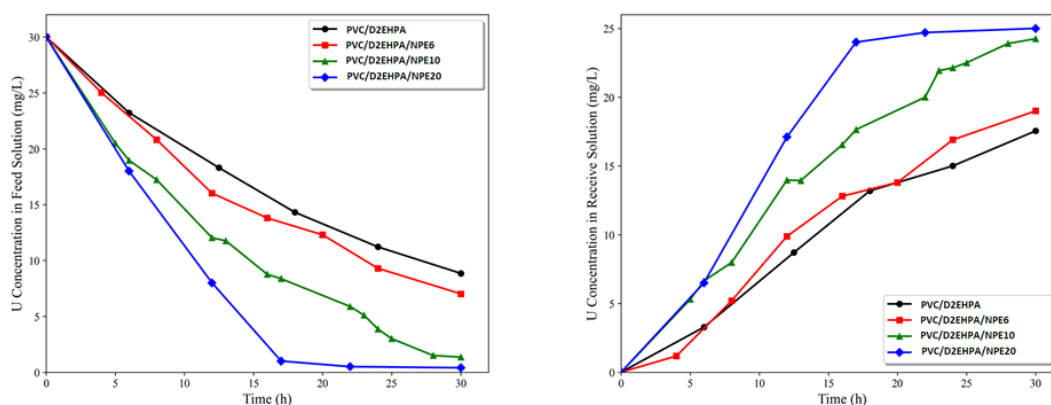 U Concentration in Feed Solution (mg/L)
30
25
20
15
10
5
0
PVC/D2EHPA
PVC/D2EHPA/NPE6
PVC/D2EHPA/NPE10
PVC/D2EHPA/NPE20
0 5 10 15 20 25 30
Time (h)
U Concentration in Receive Solution (mg/L)
25
20
15
10
5
0
PVC/D2EHPA
PVC/D2EHPA/NPE6
PVC/D2EHPA/NPE10
PVC/D2EHPA/NPE20
0 5 10 15 20 25 30
Time (h)